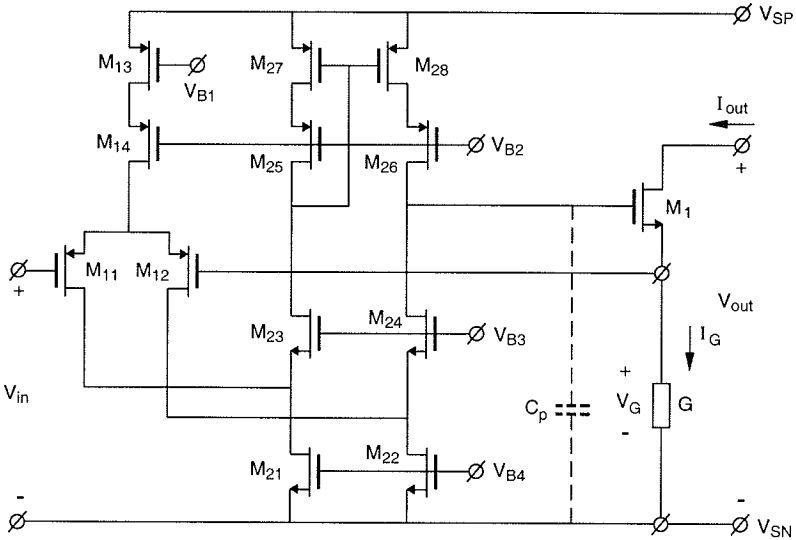 V_SP
M_13
M_27
M_28
V_B1
I_out
M_14
M_25
M_26
V_B2
+
M_1
M_11
M_12
+
V_out
M_23
M_24
V_B3
I_G
V_in
C_p
+
V_G
G
-
M_21
M_22
V_B4
-
-
V_SN